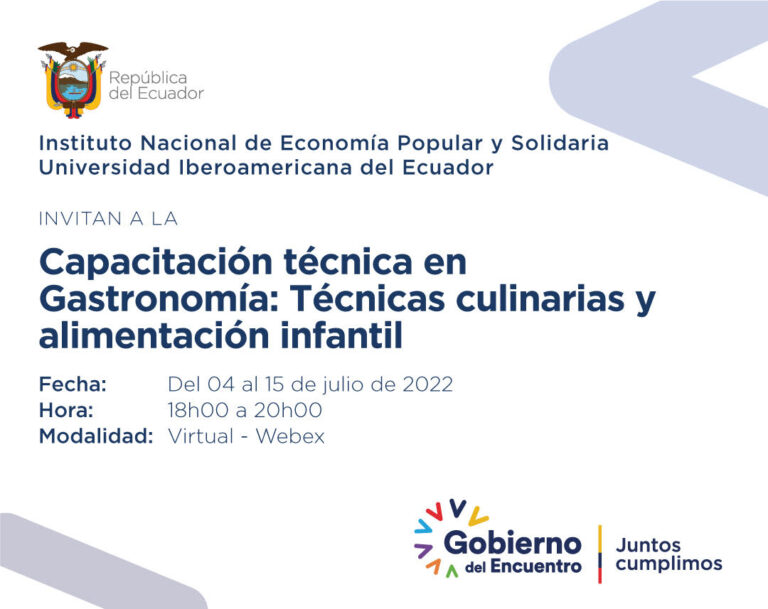 República
del Ecuador
Instituto Nacional de Economía Popular y Solidaria
Universidad Iberoamericana del Ecuador
INVITAN A LA
Capacitación técnica en
Gastronomía: Técnicas culinarias y
alimentación infantil
Fecha: Del 04 al 15 de julio de 2022
Hora: 18h00 a 20h00
Modalidad: Virtual - Webex
Gobierno
del Encuentro
Juntos
cumplimos